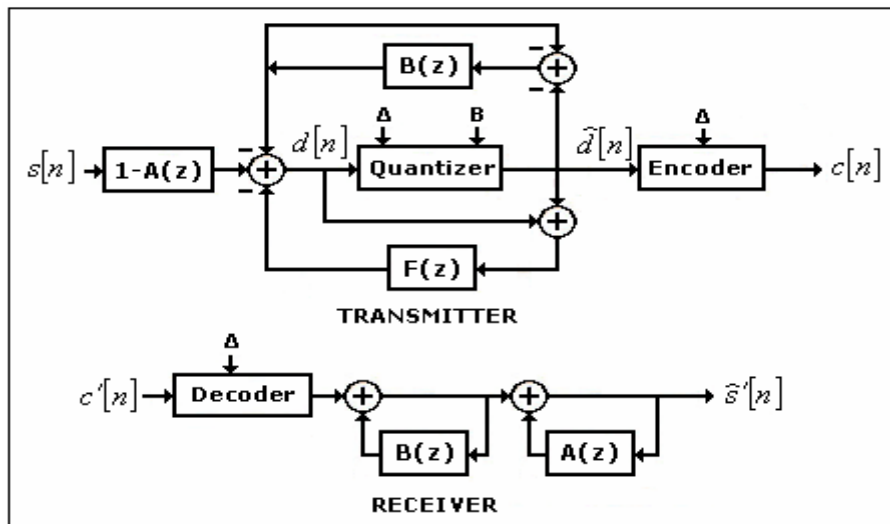 −
B(z)
−
Δ B
−
s[n] 1-A(z) d[n] Quantizer d̂[n] Encoder c[n]
Δ
−
F(z)
TRANSMITTER
Δ
c'[n] Decoder ŝ'[n]
B(z) A(z)
RECEIVER